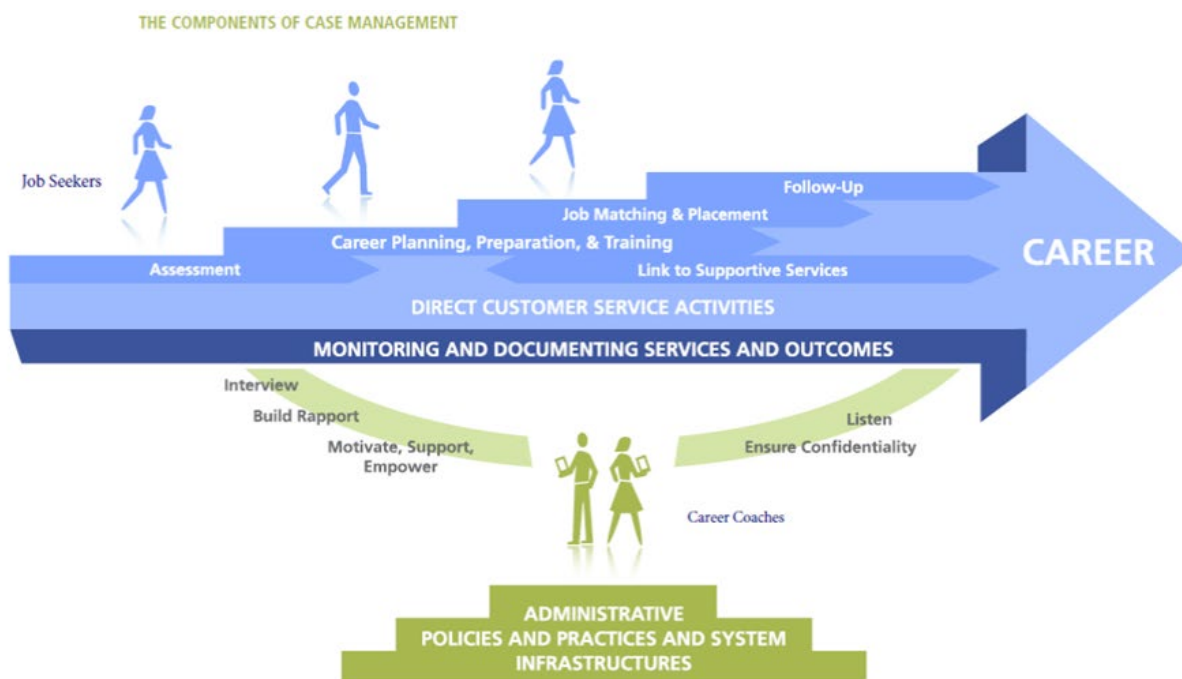 THE COMPONENTS OF CASE MANAGEMENT
Job Seekers
Follow-Up
Job Matching & Placement
Career Planning, Preparation, & Training
Assessment
Link to Supportive Services
CAREER
DIRECT CUSTOMER SERVICE ACTIVITIES
MONITORING AND DOCUMENTING SERVICES AND OUTCOMES
Interview
Build Rapport
Motivate, Support,
Empower
Listen
Ensure Confidentiality
Career Coaches
ADMINISTRATIVE
POLICIES AND PRACTICES AND SYSTEM
INFRASTRUCTURES